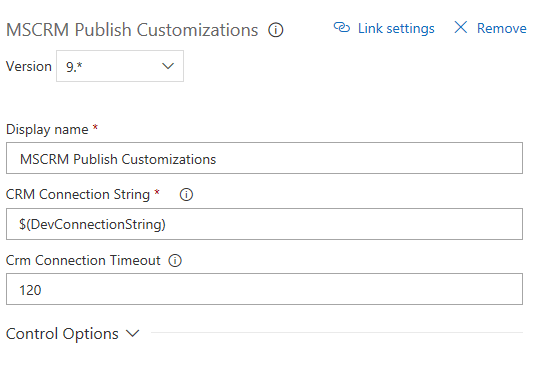 MSCRM Publish Customizations
Link settings
Remove
Version
9.*
Display name *
MSCRM Publish Customizations
CRM Connection String *
$(DevConnectionString)
Crm Connection Timeout
120
Control Options